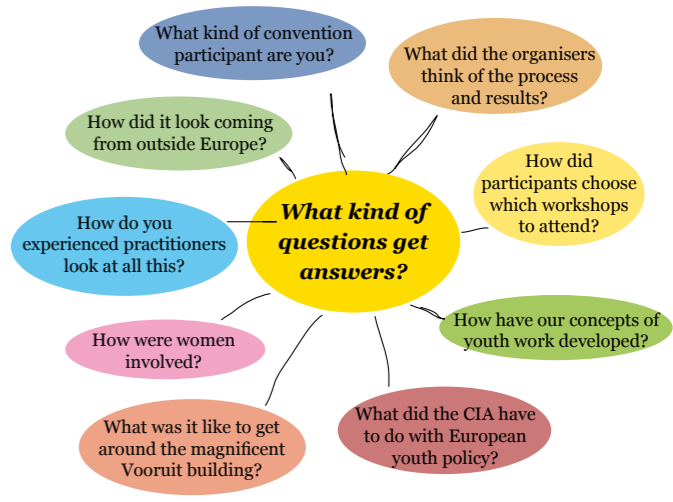 What kind of convention
participant are you?
What did the organisers
think of the process
and results?
How did it look coming
from outside Europe?
How did
participants choose
which workshops
to attend?
How do you
experienced practitioners
look at all this?
What kind of
questions get
answers?
How have our concepts of
youth work developed?
How were women
involved?
What was it like to get
around the magnificent
Vooruit building?
What did the CIA have
to do with European
youth policy?